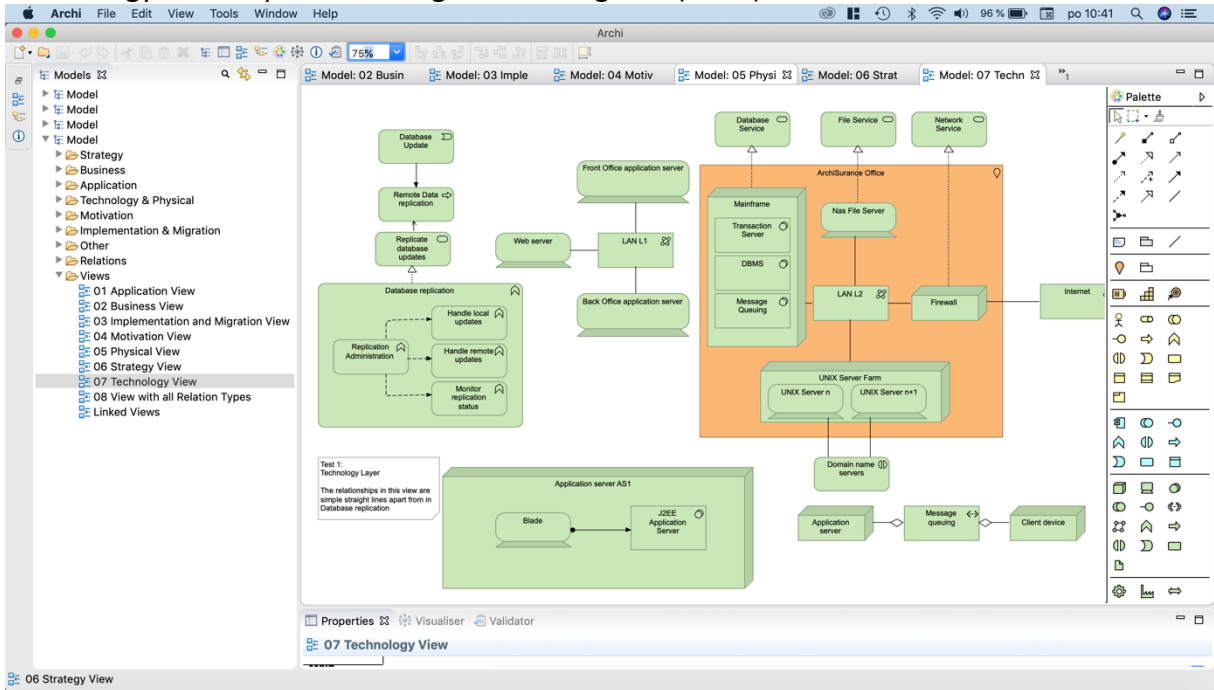 Archi File Edit View Tools Window Help 96 % po 10:41
Archi
75%
Models
Model
Model
Model
Model
Strategy
Business
Application
Technology & Physical
Motivation
Implementation & Migration
Other
Relations
Views
01 Application View
02 Business View
03 Implementation and Migration View
04 Motivation View
05 Physical View
06 Strategy View
07 Technology View
08 View with all Relation Types
Linked Views
Model: 02 Busin
Model: 03 Imple
Model: 04 Motiv
Model: 05 Physi
Model: 06 Strat
Model: 07 Techn
»1
Database
Update
Remote Data
replication
Replicate
database
updates
Database replication
Handle local
updates
Replication
Administration
Handle remote
updates
Monitor
replication
status
Front Office application server
Web server
LAN L1
Back Office application server
Database
Service
File Service
Network
Service
ArchiSurance Office
Mainframe
Transaction
Server
DBMS
Message
Queuing
Nas File Server
LAN L2
Firewall
Internet
UNIX Server Farm
UNIX Server n
UNIX Server n+1
Domain name
servers
Test 1:
Technology Layer
The relationships in this view are
simple straight lines apart from in
Database replication
Application server AS1
Blade
J2EE
Application
Server
Application
server
Message
queuing
Client device
Palette
Properties
Visualiser
Validator
07 Technology View
06 Strategy View